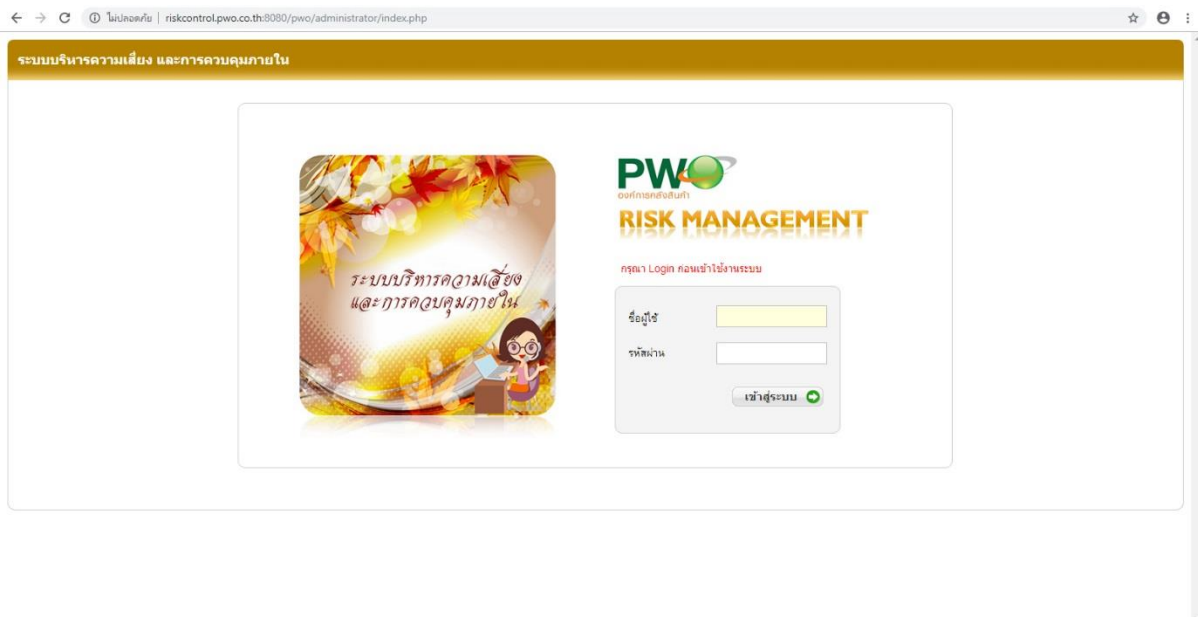 ไม่ปลอดภัย | riskcontrol.pwo.co.th:8080/pwo/administrator/index.php
ระบบบริหารความเสี่ยง และการควบคุมภายใน
PWO
องค์การคลังสินค้า
RISK MANAGEMENT
ระบบบริหารความเสี่ยง
และการควบคุมภายใน
กรุณา Login ก่อนเข้าใช้งานระบบ
ชื่อผู้ใช้
รหัสผ่าน
เข้าสู่ระบบ